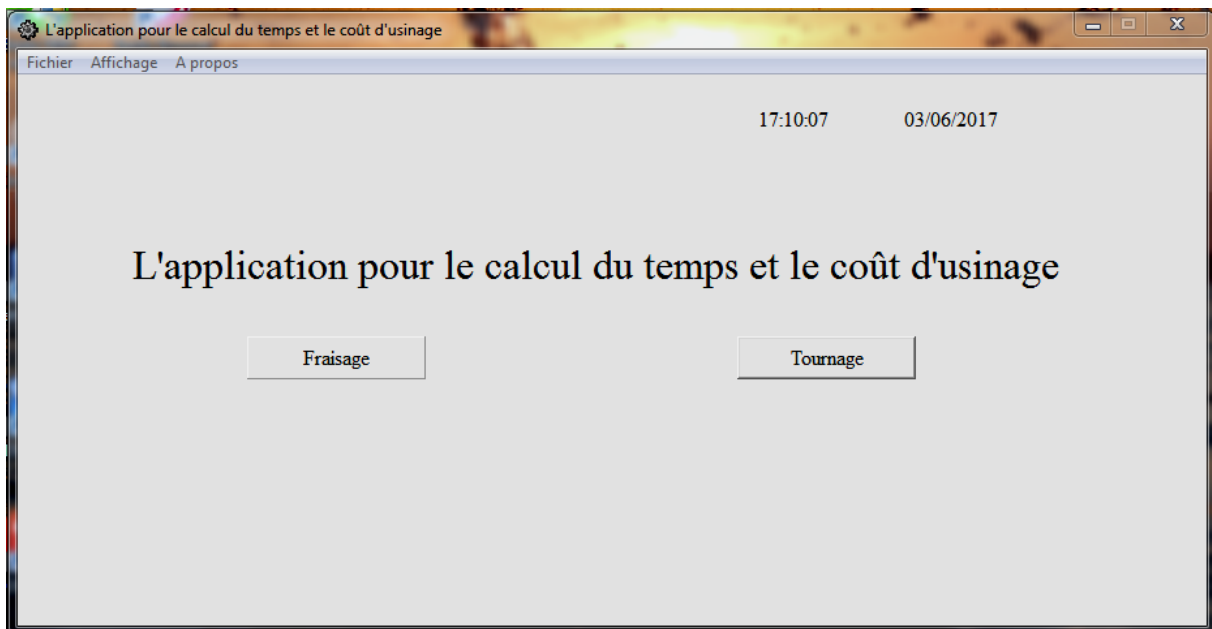 L'application pour le calcul du temps et le coût d'usinage
Fichier Affichage A propos
17:10:07 03/06/2017
L'application pour le calcul du temps et le coût d'usinage
Fraisage Tournage